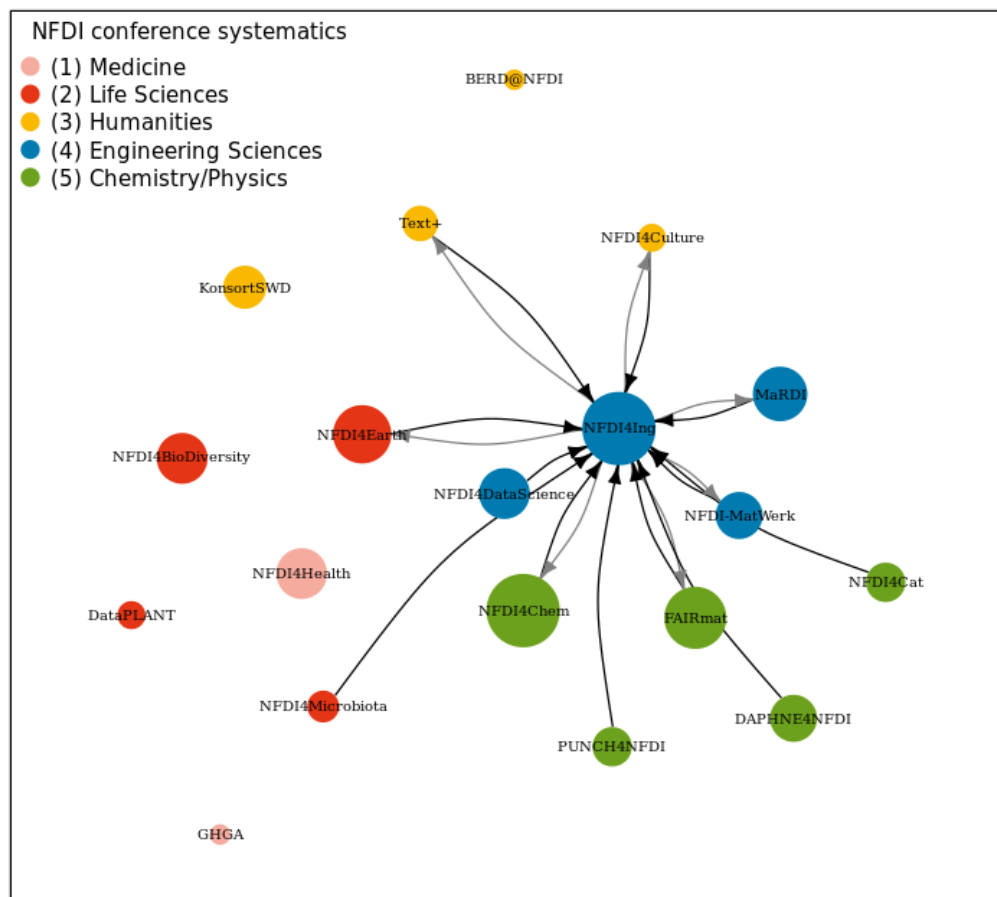 NFDI conference systematics
(1) Medicine
(2) Life Sciences
(3) Humanities
(4) Engineering Sciences
(5) Chemistry/Physics
BERD@NFDI
Text+
NFDI4Culture
KonsortSWD
MaRDI
NFDI4Ing
NFDI4Earth
NFDI4BioDiversity
NFDI4DataScience
NFDI-MatWerk
NFDI4Health
NFDI4Cat
NFDI4Chem
FAIRmat
DataPLANT
NFDI4Microbiota
DAPHNE4NFDI
PUNCH4NFDI
GHGA